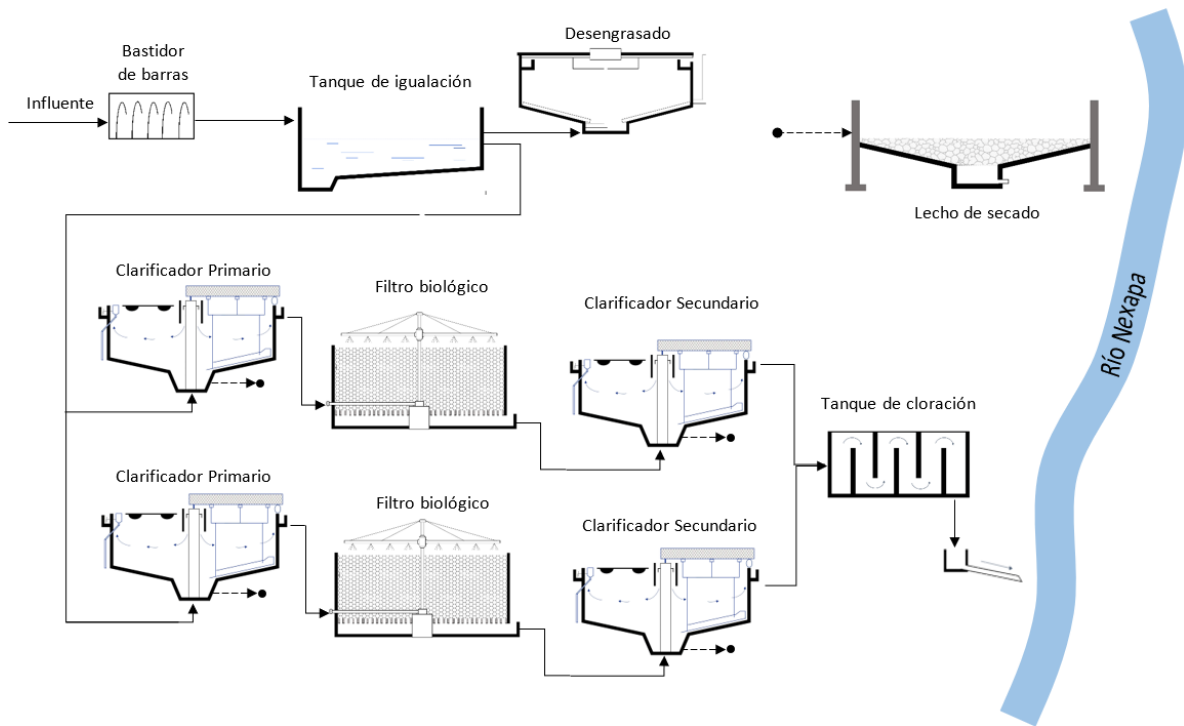 Desengrasado
Bastidor
de barras
Tanque de igualación
Influente
Lecho de secado
Clarificador Primario
Filtro biológico
Clarificador Secundario
Río Nexapa
Tanque de cloración
Clarificador Primario
Filtro biológico
Clarificador Secundario